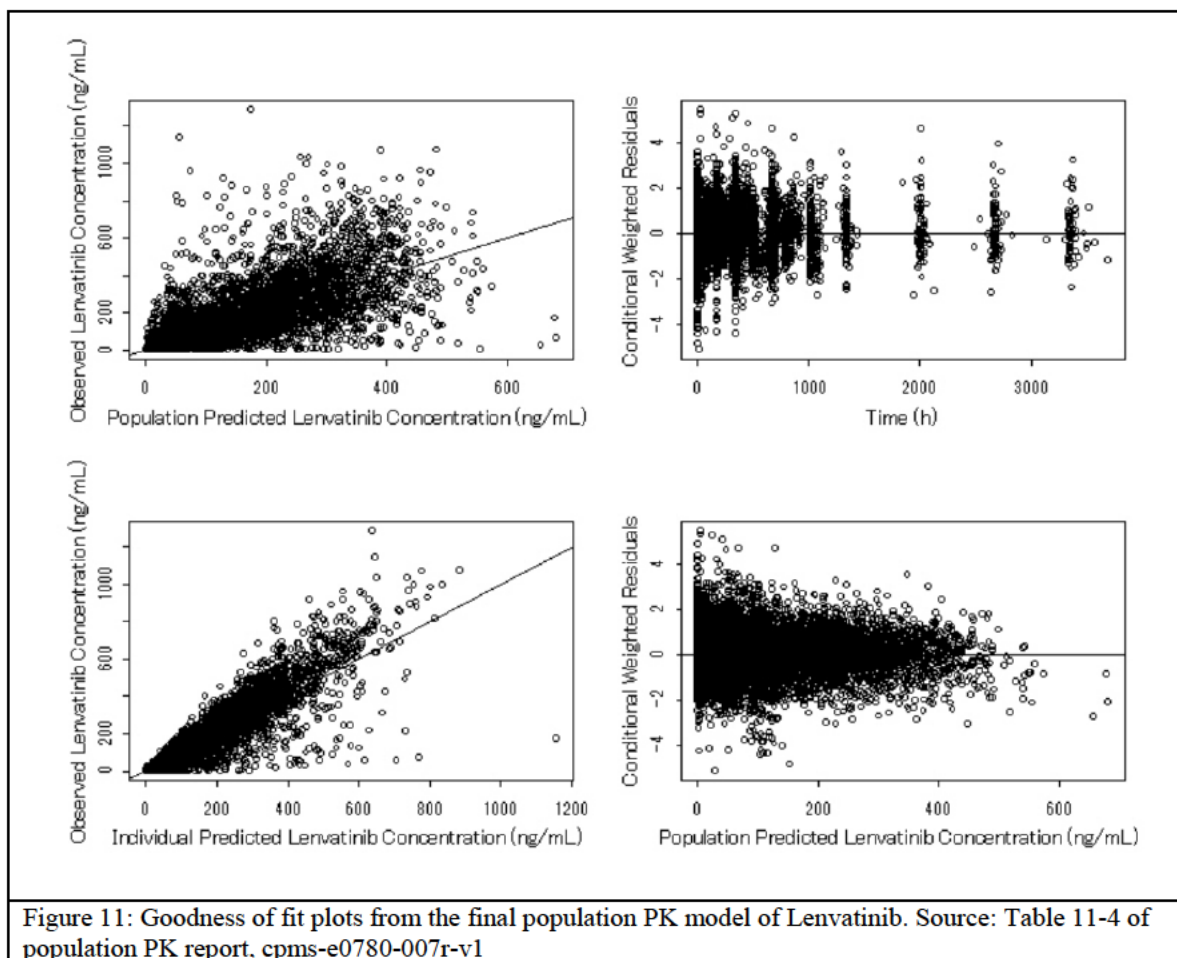 Observed Lenvatinib Concentration (ng/mL)
1000
600
200
0
0 200 400 600
Population Predicted Lenvatinib Concentration (ng/mL)
Conditional Weighted Residuals
4
2
0
-2
-4
0 1000 2000 3000
Time (h)
Observed Lenvatinib Concentration (ng/mL)
1000
600
200
0
0 200 400 600 800 1000 1200
Individual Predicted Lenvatinib Concentration (ng/mL)
Conditional Weighted Residuals
4
2
0
-2
-4
0 200 400 600
Population Predicted Lenvatinib Concentration (ng/mL)
Figure 11: Goodness of fit plots from the final population PK model of Lenvatinib. Source: Table 11-4 of
population PK report, cpms-e0780-007r-v1